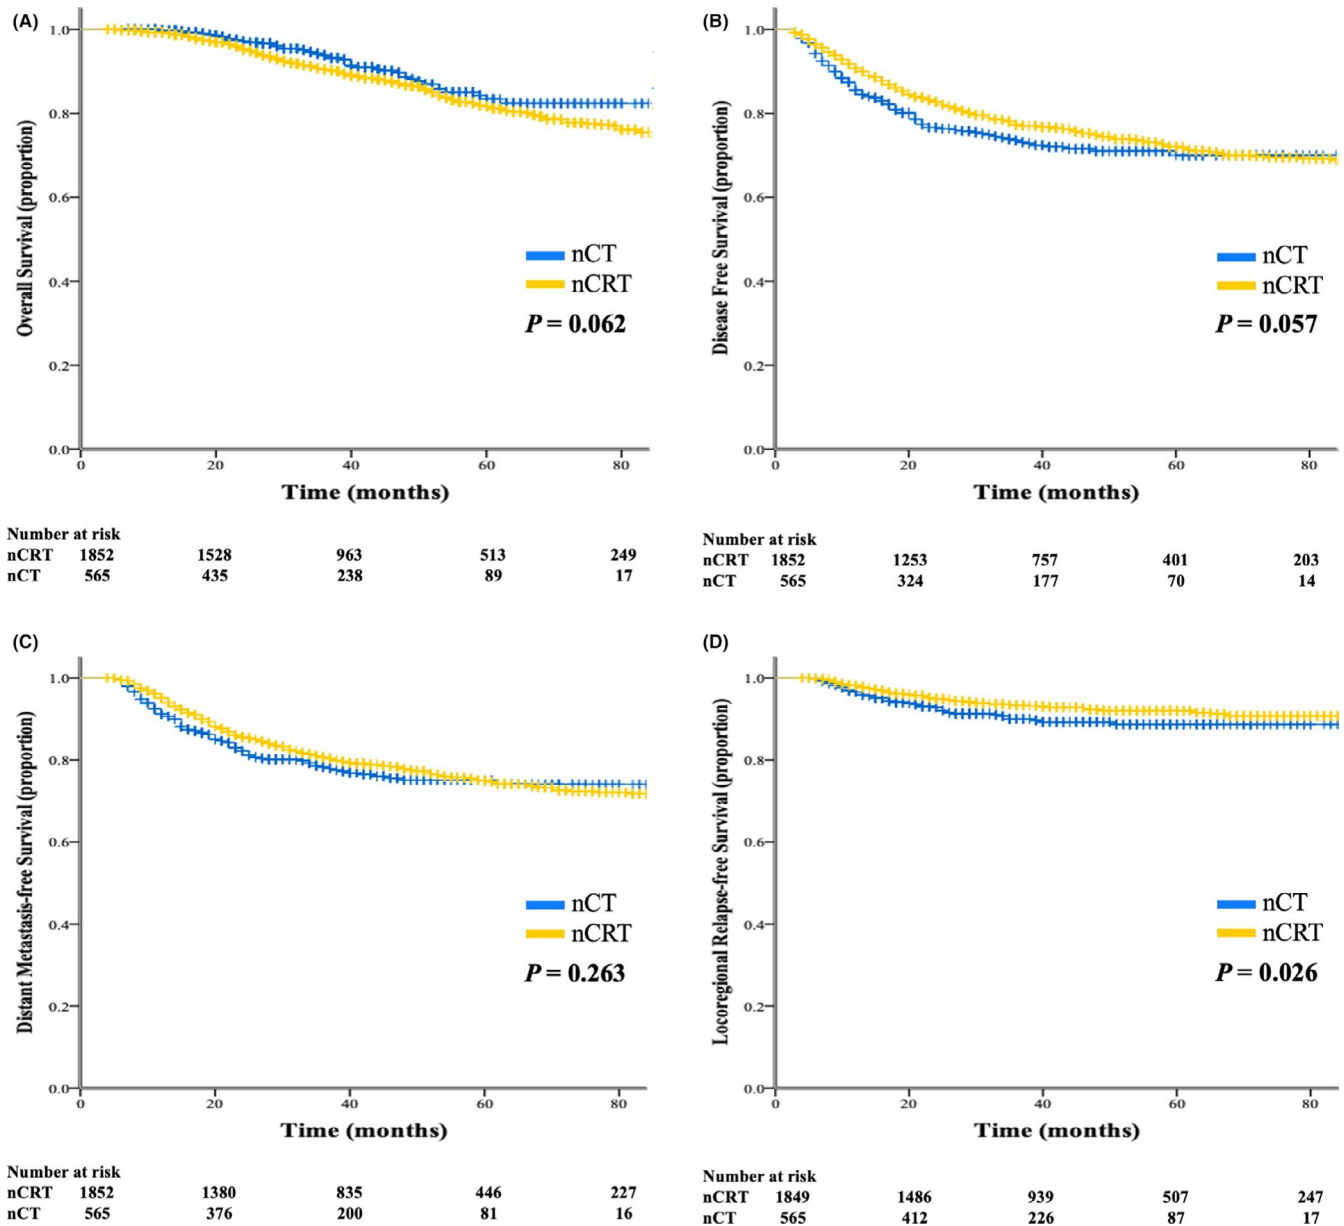 (A)
Overall Survival (proportion)
1.0
0.8
0.6
0.4
0.2
0.0
0 20 40 60 80
Time (months)
nCT
nCRT
P = 0.062
Number at risk
nCRT 1852 1528 963 513 249
nCT 565 435 238 89 17
(B)
Disease Free Survival (proportion)
1.0
0.8
0.6
0.4
0.2
0.0
0 20 40 60 80
Time (months)
nCT
nCRT
P = 0.057
Number at risk
nCRT 1852 1253 757 401 203
nCT 565 324 177 70 14
(C)
Distant Metastasis-free Survival (proportion)
1.0
0.8
0.6
0.4
0.2
0.0
0 20 40 60 80
Time (months)
nCT
nCRT
P = 0.263
Number at risk
nCRT 1852 1380 835 446 227
nCT 565 376 200 81 16
(D)
Locoregional Relapse-free Survival (proportion)
1.0
0.8
0.6
0.4
0.2
0.0
0 20 40 60 80
Time (months)
nCT
nCRT
P = 0.026
Number at risk
nCRT 1849 1486 939 507 247
nCT 565 412 226 87 17